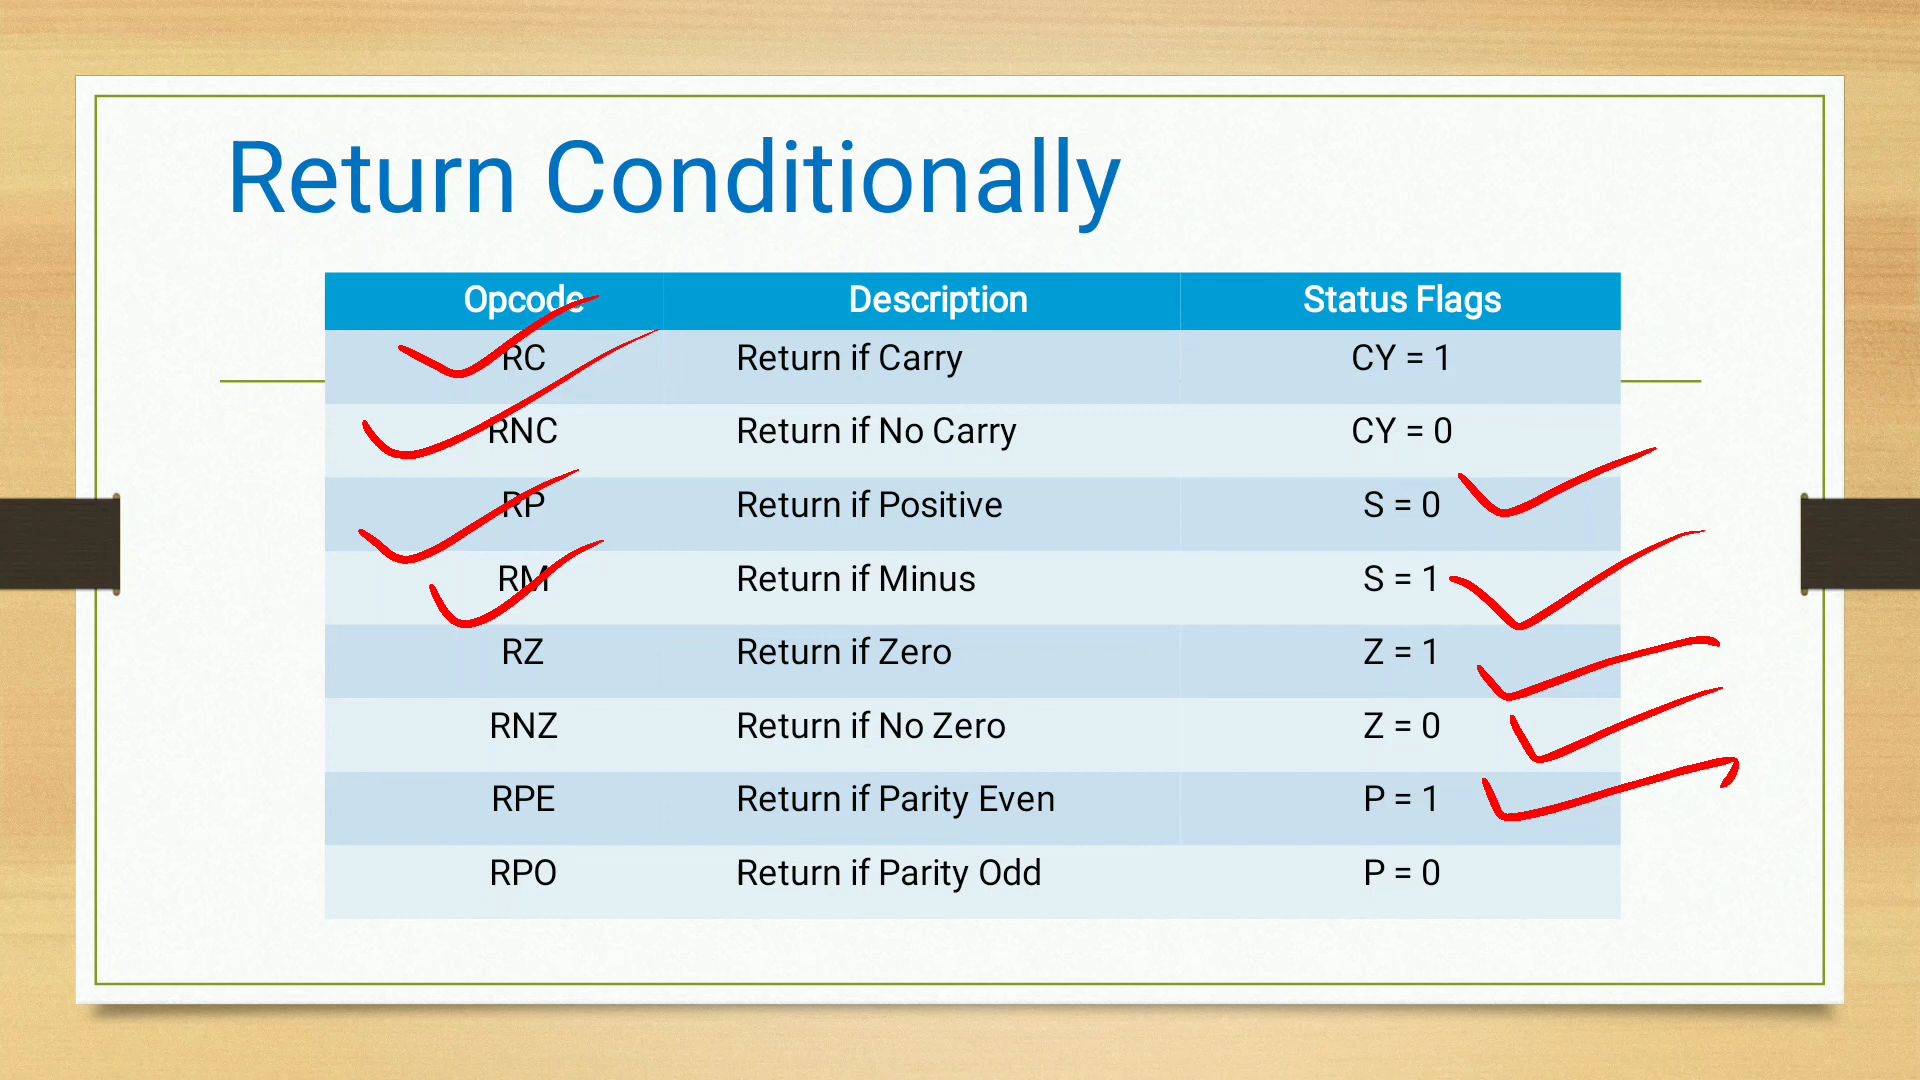 Return Conditionally
Opcode Description Status Flags
RC Return if Carry CY = 1
RNC Return if No Carry CY = 0
RP Return if Positive S = 0
RM Return if Minus S = 1
RZ Return if Zero Z = 1
RNZ Return if No Zero Z = 0
RPE Return if Parity Even P = 1
RPO Return if Parity Odd P = 0